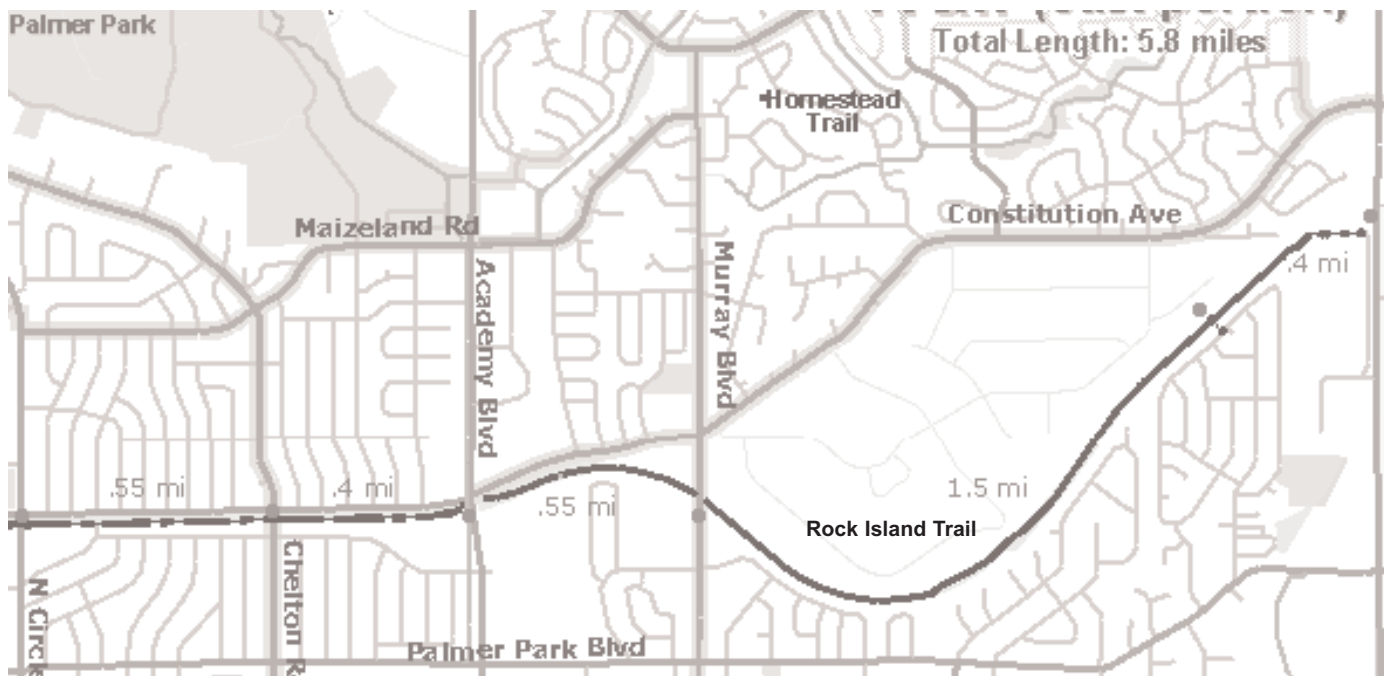 Palmer Park
Total Length: 5.8 miles
Homestead
Trail
Maizeland Rd
Constitution Ave
Academy Blvd
Murray Blvd
.4 mi
.55 mi
.4 mi
.55 mi
1.5 mi
Rock Island Trail
N Circle
Chelton R
Palmer Park Blvd